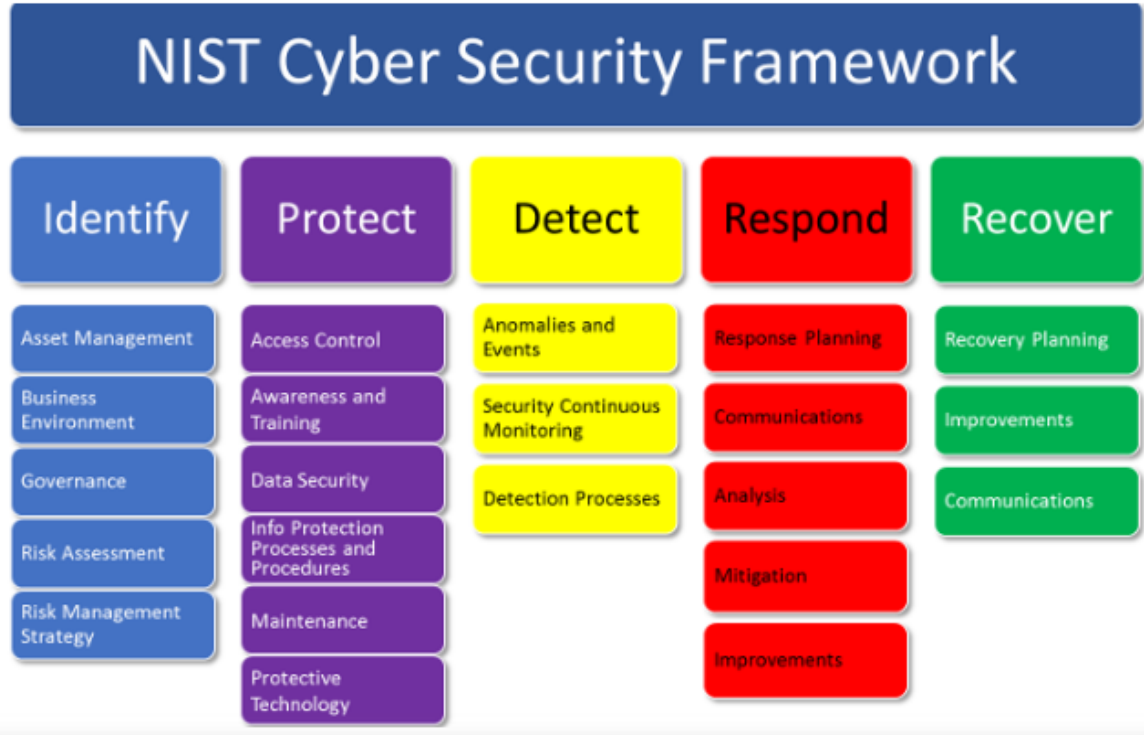 NIST Cyber Security Framework
Identify
Asset Management
Business
Environment
Governance
Risk Assessment
Risk Management
Strategy
Protect
Access Control
Awareness and
Training
Data Security
Info Protection
Processes and
Procedures
Maintenance
Protective
Technology
Detect
Anomalies and
Events
Security Continuous
Monitoring
Detection Processes
Respond
Response Planning
Communications
Analysis
Mitigation
Improvements
Recover
Recovery Planning
Improvements
Communications